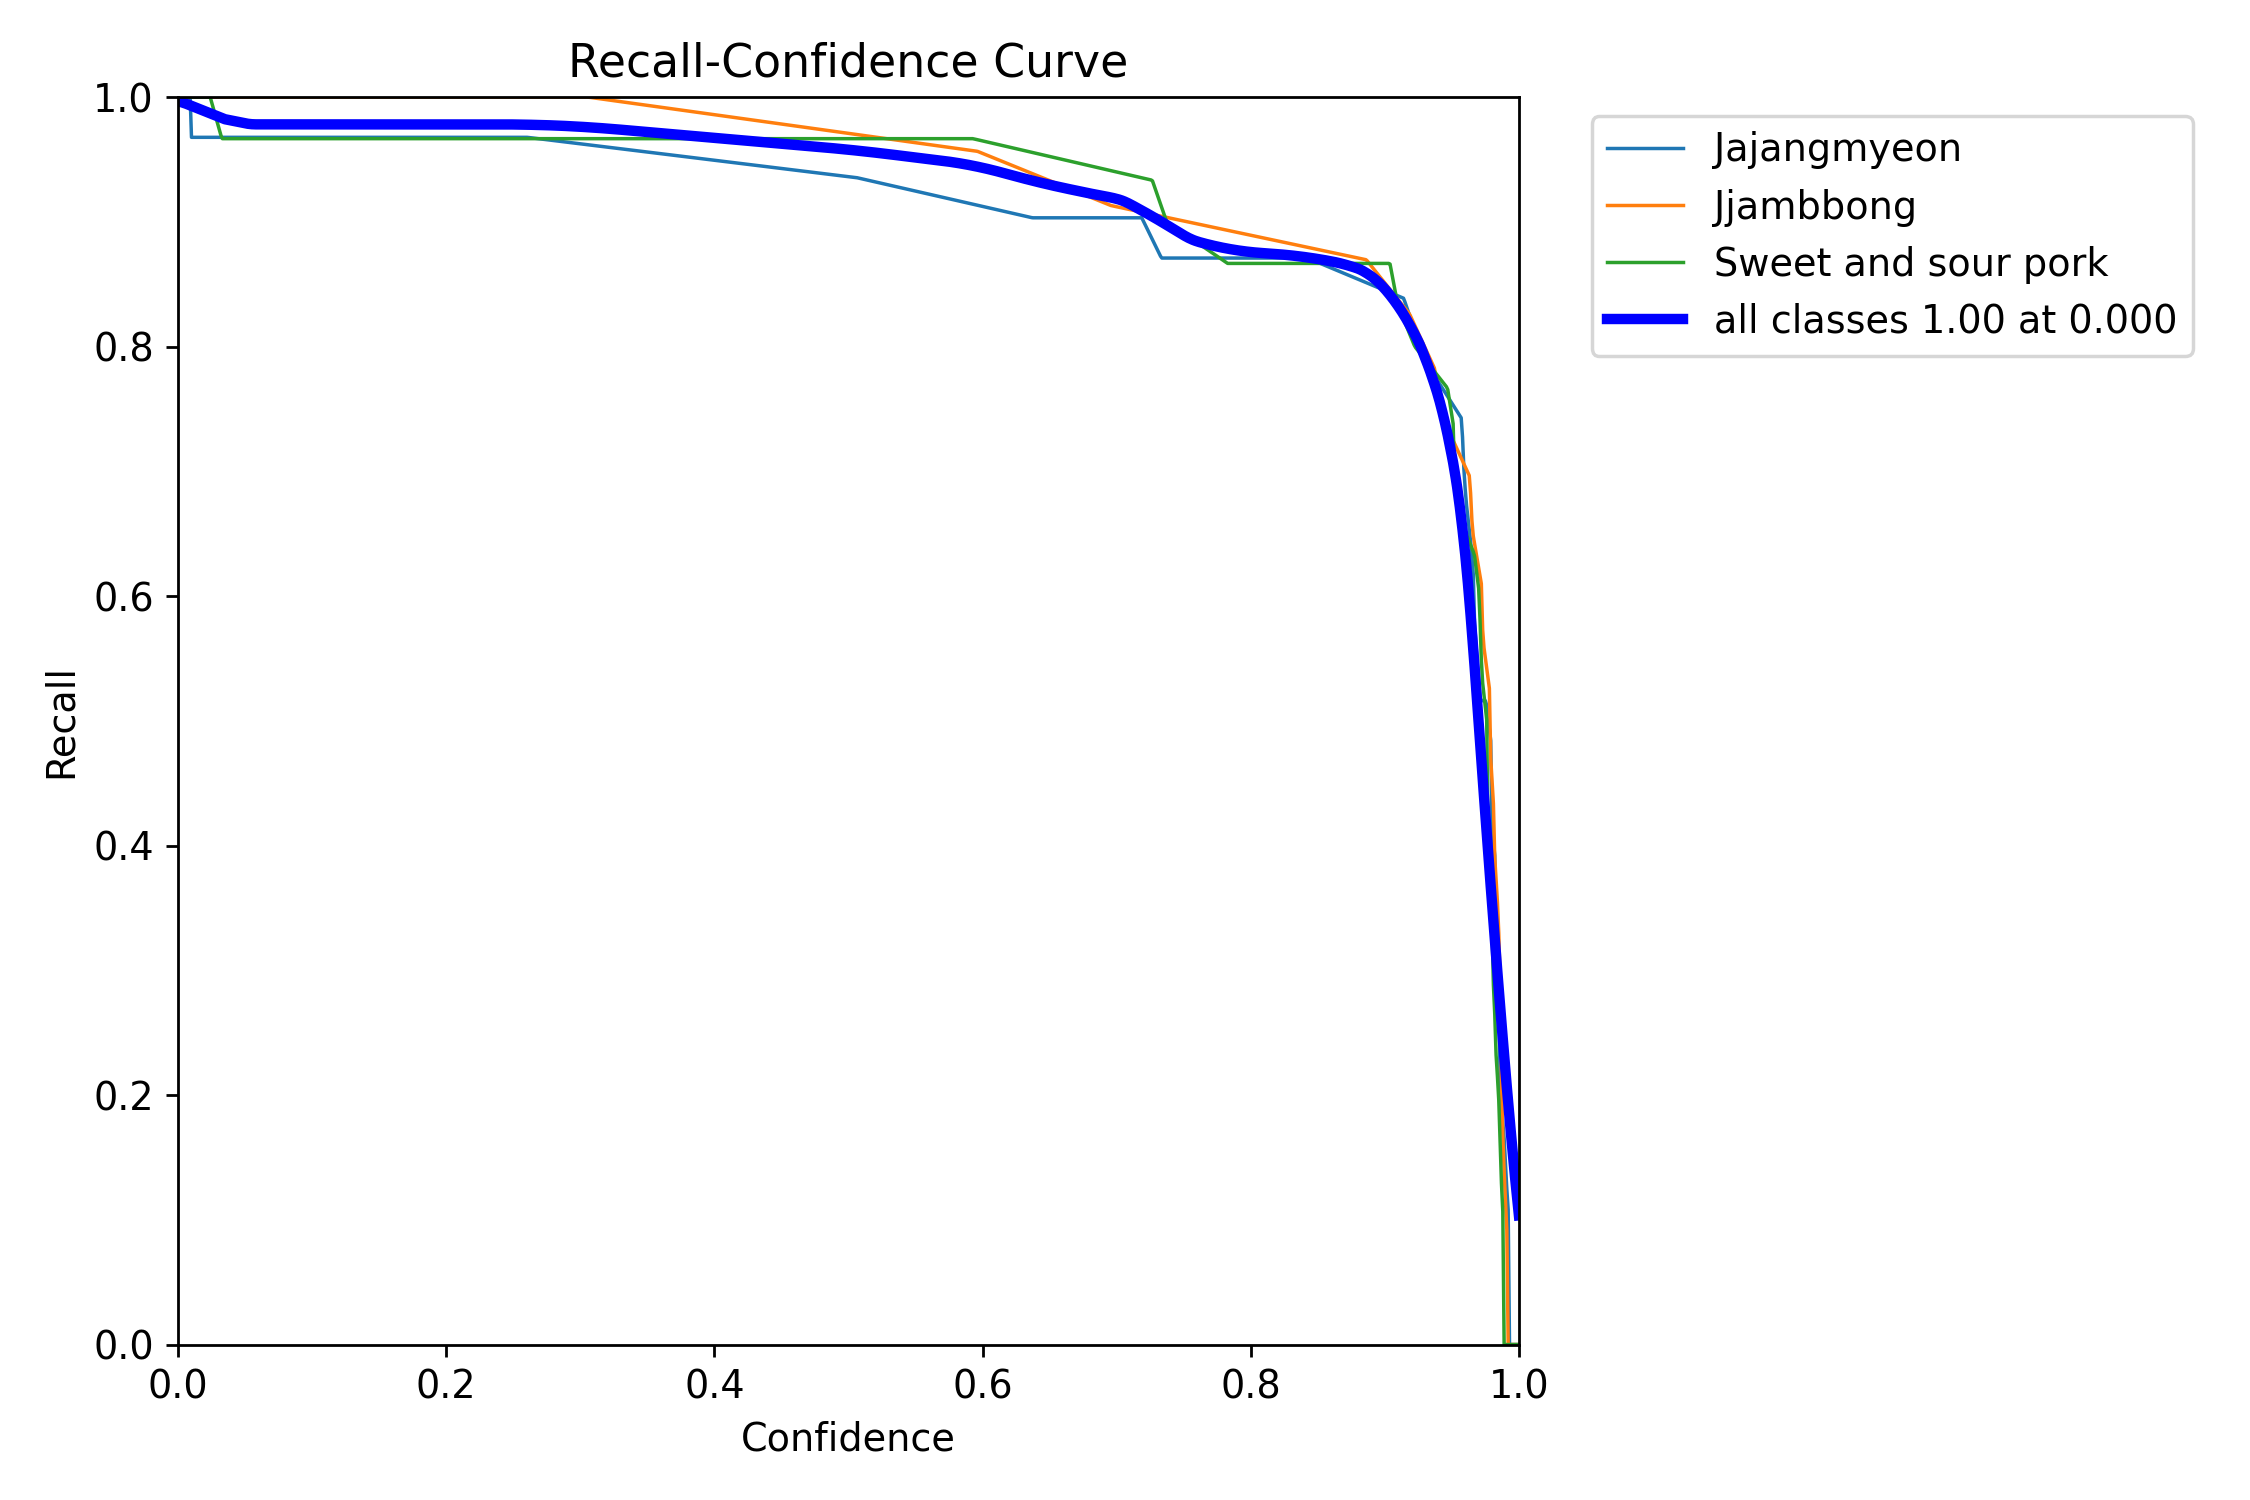 Recall-Confidence Curve
1.0
0.8
0.6
0.4
0.2
0.0
Recall
0.0 0.2 0.4 0.6 0.8 1.0
Confidence
Jajangmyeon
Jjambbong
Sweet and sour pork
all classes 1.00 at 0.000